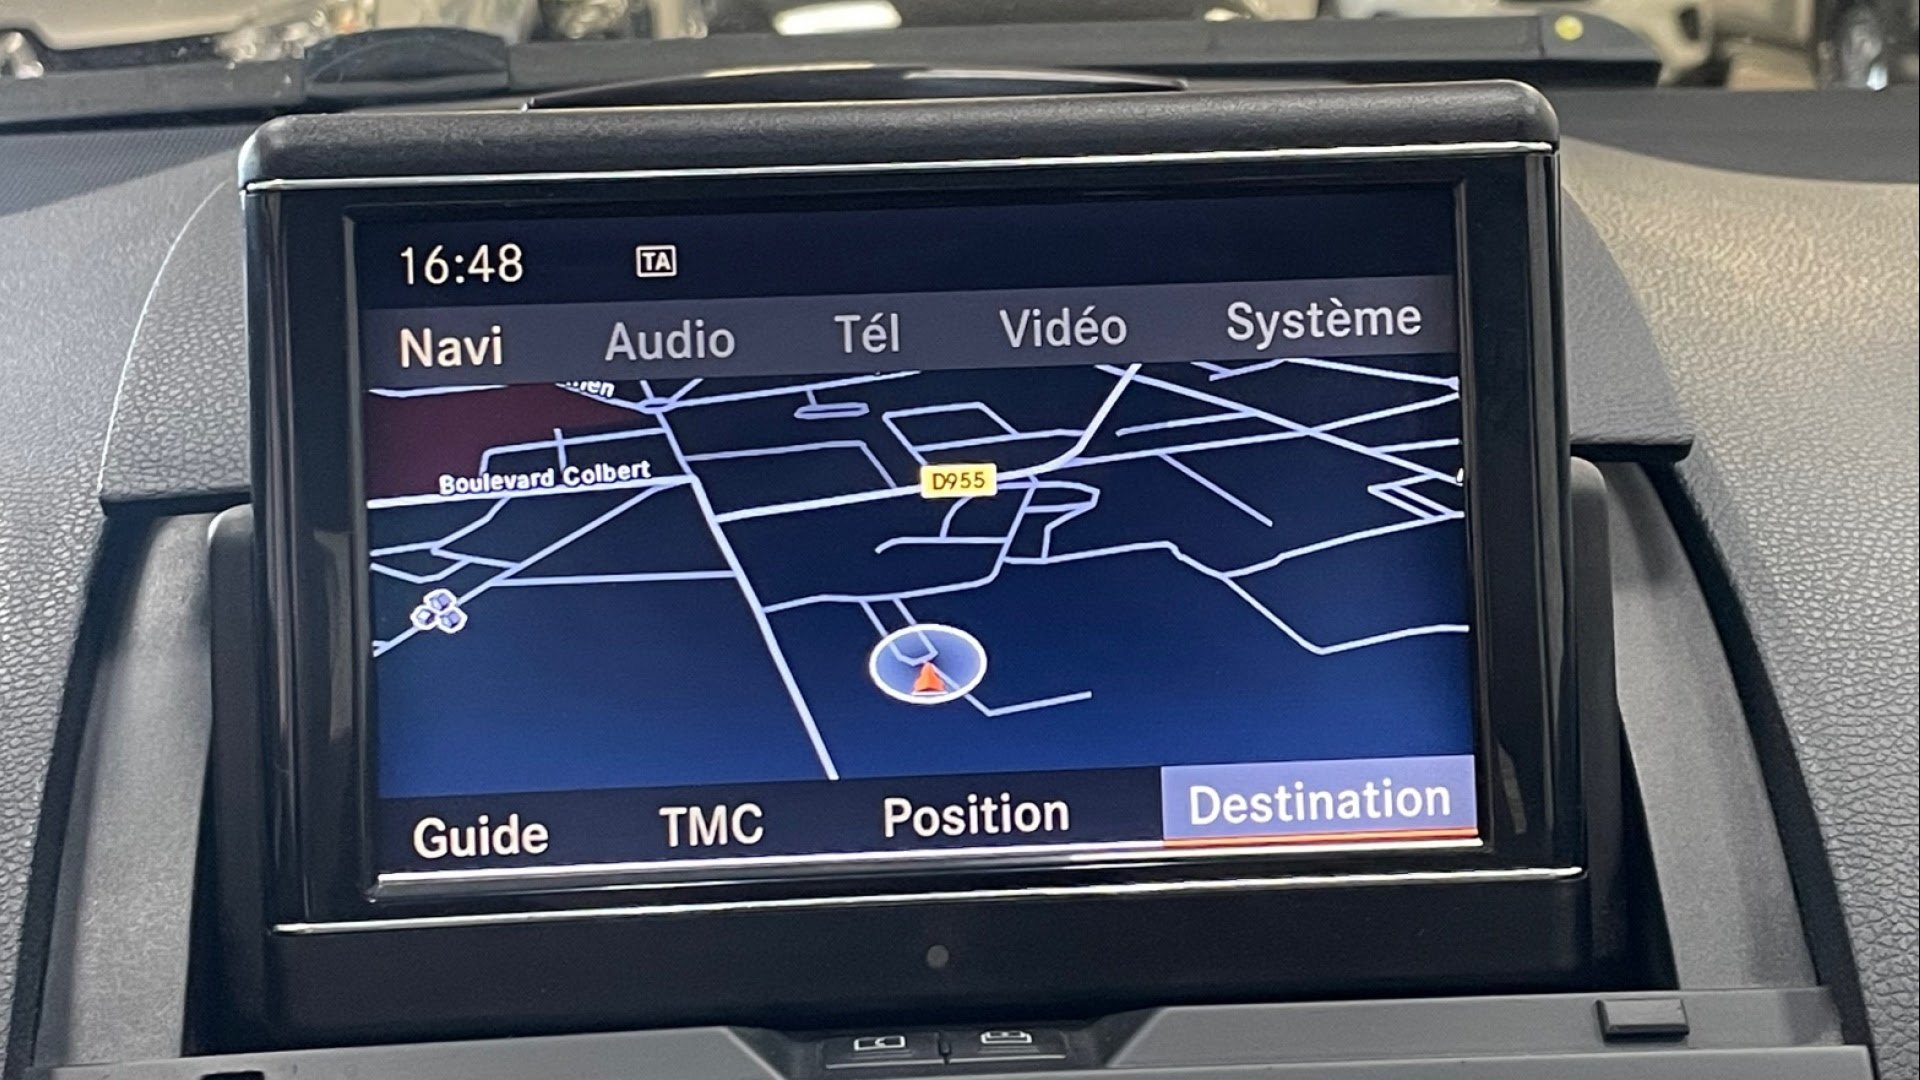 16:48 TA
Navi Audio Tél Vidéo Système
Boulevard Colbert
D955
Guide TMC Position Destination